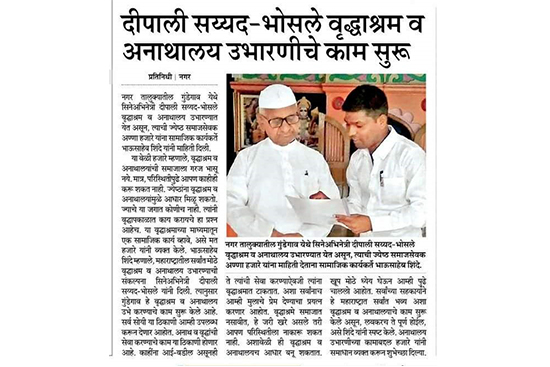 दीपाली सय्यद-भोसले वृद्धाश्रम व
अनाथालय उभारणीचे काम सुरू
प्रतिनिधी | नगर
नगर तालुक्यातील गुंडेगाव येथे
सिनेअभिनेत्री दीपाली सय्यद-भोसले
वृद्धाश्रम व अनाथालय उभारण्यात
येत असून, त्याची ज्येष्ठ समाजसेवक
अण्णा हजारे यांना सामाजिक कार्यकर्ते
भाऊसाहेब शिंदे यांनी माहिती दिली.
या वेळी हजारे म्हणाले, वृद्धाश्रम व
अनाथालयांची समाजाला गरज भासू
नये. मात्र, परिस्थितीपुढे आपण काहीही
करू शकत नाही. ज्येष्ठांना वृद्धाश्रम व
अनाथालयांमुळे आधार मिळू शकतो.
ज्याचे या जगात कोणीच नाही. त्यांनी
वृद्धापकाळात काय करायचे हा प्रश्न
आहेच. या वृद्धाश्रमाच्या माध्यमातून
एक सामाजिक कार्य व्हावे, असे मत
हजारे यांनी व्यक्त केले. भाऊसाहेब
शिंदे म्हणाले, महाराष्ट्रातील सर्वांत मोठे
वृद्धाश्रम व अनाथालय उभारण्याची
संकल्पना सिनेअभिनेत्री दीपाली
सय्यद-भोसले यांनी दिली. त्यानुसार
गुंडेगाव हे वृद्धाश्रम व अनाथालय
उभे करण्याचे काम सुरू केले आहे.
सर्व सोयी या ठिकाणी आम्ही उपलब्ध
करून देणार आहोत. अनाथ व वृद्धांची
सेवा करण्याचे काम या ठिकाणी होणार
आहे. काहींना आई-वडील असूनही
नगर तालुक्यातील गुंडेगाव येथे सिनेअभिनेत्री दीपाली सय्यद-भोसले
वृद्धाश्रम व अनाथालय उभारण्यात येत असून, त्याची ज्येष्ठ समाजसेवक
अण्णा हजारे यांना माहिती देताना सामाजिक कार्यकर्ते भाऊसाहेब शिंदे.
ते त्यांची सेवा करण्याऐवजी त्यांना
वृद्धाश्रमात टाकतात. अशा सर्वांनाच
आम्ही मुलाचे प्रेम देण्याचा प्रयत्न
करणार आहोत. वृद्धाश्रमे समाजात
नसावीत, हे जरी खरे असले तरी
आपण परिस्थितीला नाकारू शकत
नाही. अशावेळी ही वृद्धाश्रम व
अनाथालयच आधार बनू शकतात.
खूप मोठे ध्येय घेऊन आम्ही पुढे
चाललो आहोत. सर्वांच्या सहकार्याने
हे महाराष्ट्रात सर्वात भव्य अशा
वृद्धाश्रम व अनाथालयाचे काम सुरू
केले असून, लवकरच ते पूर्ण होईल,
असे शिंदे यांनी स्पष्ट केले. अनाथालय
उभारणीच्या कामाबद्दल हजारे यांनी
समाधान व्यक्त करून शुभेच्छा दिल्या.